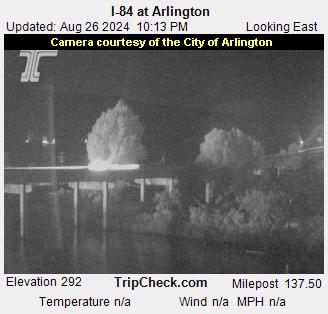 I-84 at Arlington
Updated: Aug 26 2024 10:13 PM Looking East
Camera courtesy of the City of Arlington
Elevation 292 TripCheck.com Milepost 137.50
Temperature n/a Wind n/a MPH n/a